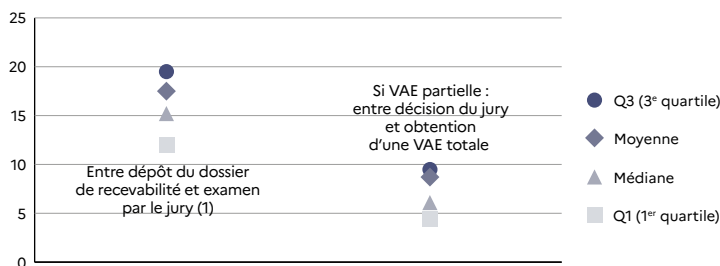 25
20
15
10
5
0
Entre dépôt du dossier
de recevabilité et examen
par le jury (1)
Si VAE partielle :
entre décision du jury
et obtention
d'une VAE totale
Q3 (3e quartile)
Moyenne
Médiane
Q1 (1er quartile)